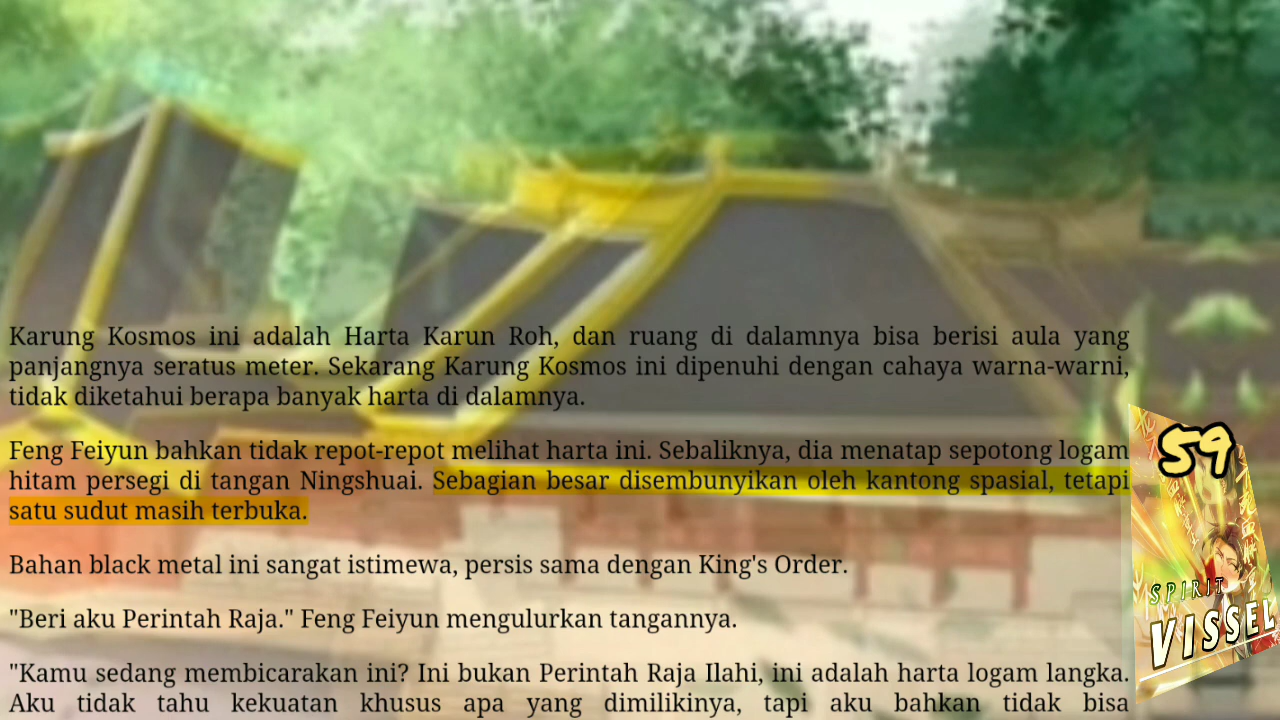 Karung Kosmos ini adalah Harta Karun Roh, dan ruang di dalamnya bisa berisi aula yang
panjangnya seratus meter. Sekarang Karung Kosmos ini dipenuhi dengan cahaya warna-warni,
tidak diketahui berapa banyak harta di dalamnya.
Feng Feiyun bahkan tidak repot-repot melihat harta ini. Sebaliknya, dia menatap sepotong logam
hitam persegi di tangan Ningshuai. Sebagian besar disembunyikan oleh kantong spasial, tetapi
satu sudut masih terbuka.
Bahan black metal ini sangat istimewa, persis sama dengan King's Order.
"Beri aku Perintah Raja." Feng Feiyun mengulurkan tangannya.
"Kamu sedang membicarakan ini? Ini bukan Perintah Raja Ilahi, ini adalah harta logam langka.
Aku tidak tahu kekuatan khusus apa yang dimilikinya, tapi aku bahkan tidak bisa
59
SPIRIT
VISSEL